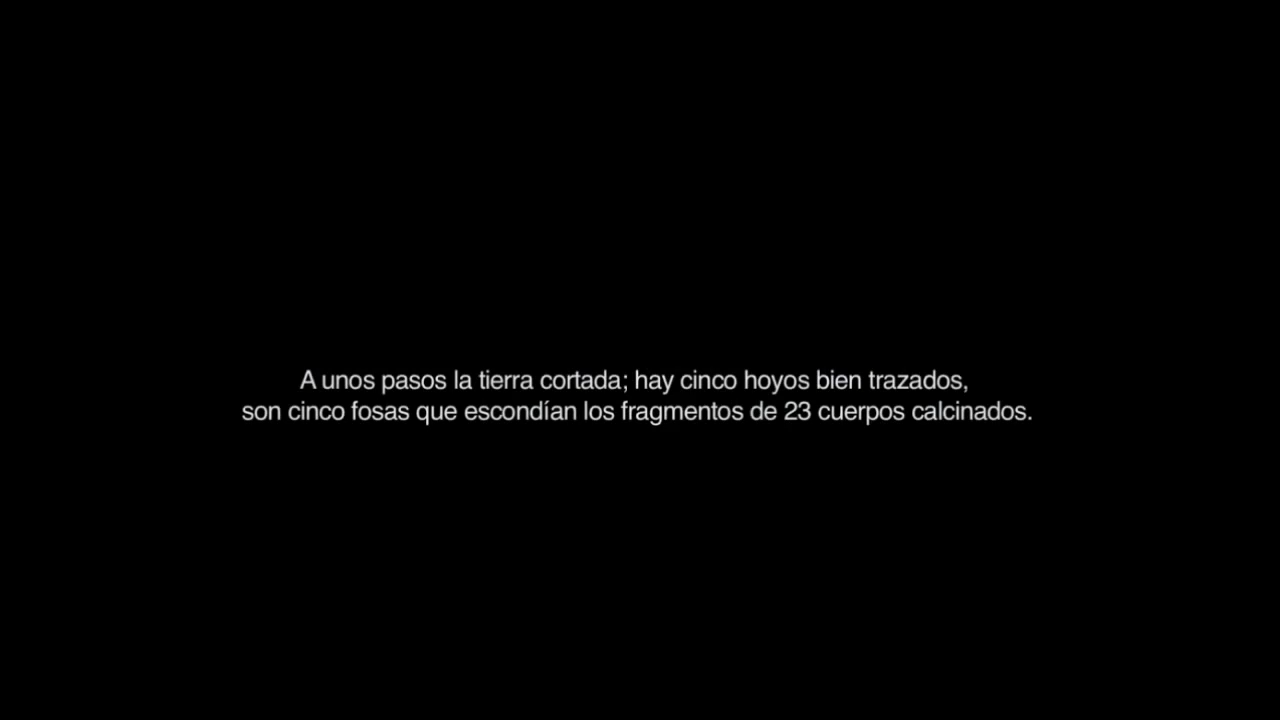 A unos pasos la tierra cortada; hay cinco hoyos bien trazados,
son cinco fosas que escondían los fragmentos de 23 cuerpos calcinados.